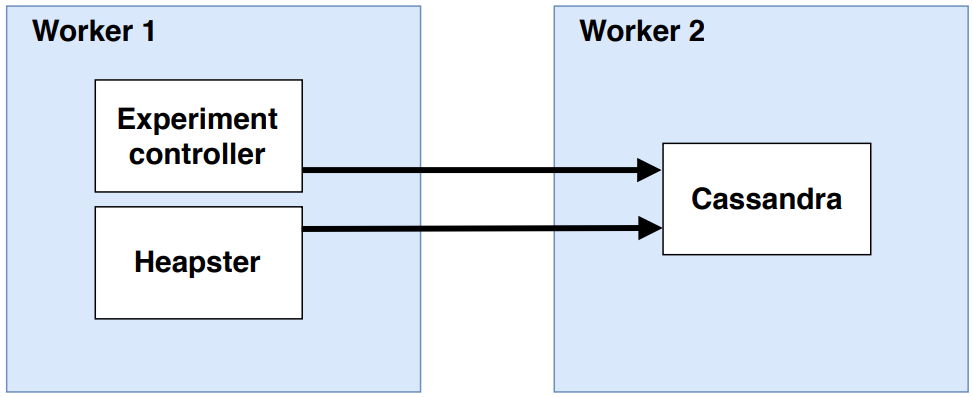 Worker 1
Experiment
controller
Heapster
Worker 2
Cassandra